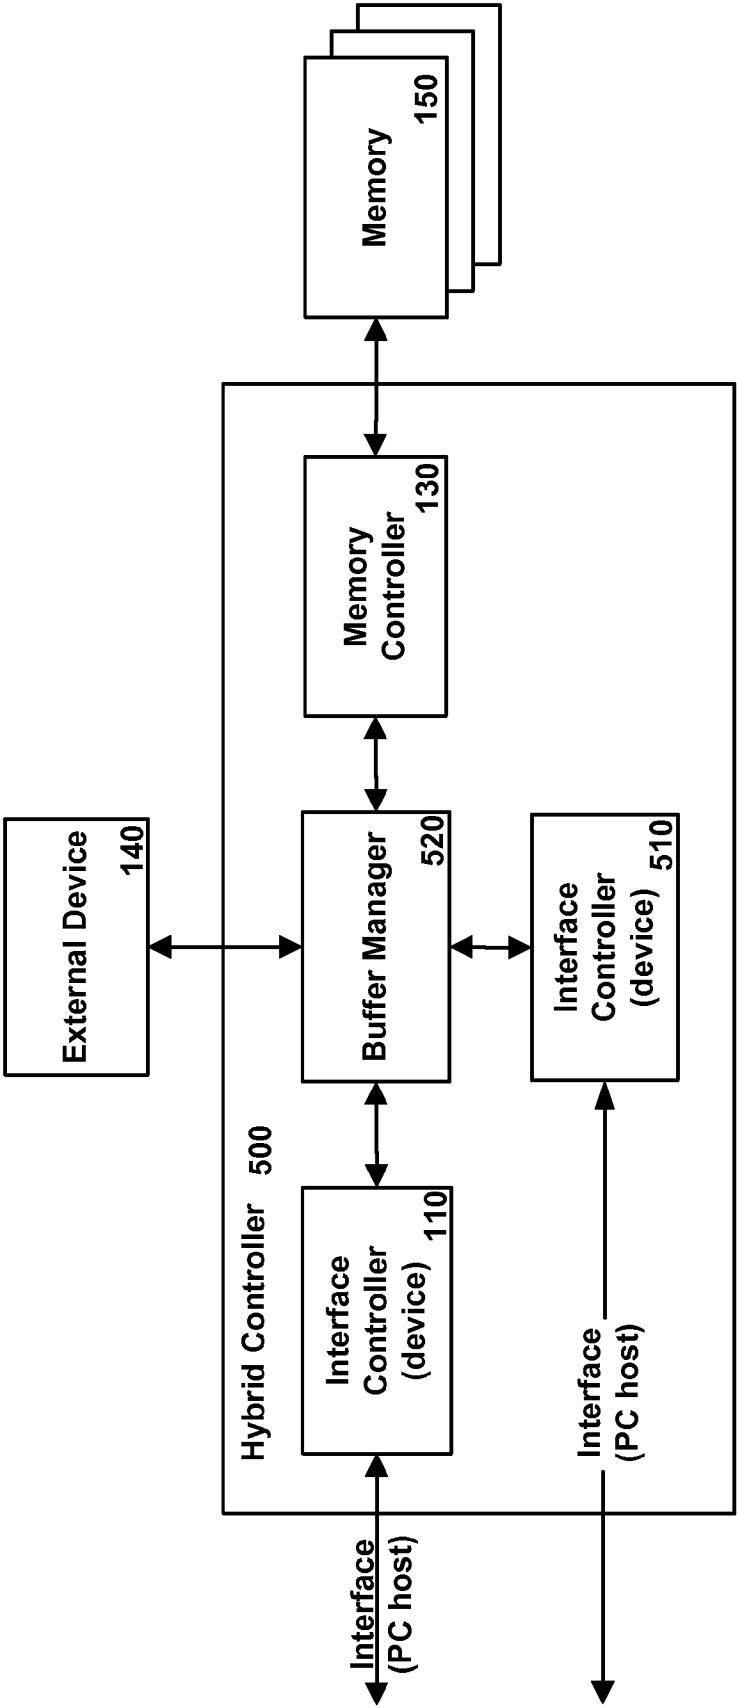 External Device
140
Hybrid Controller 500
Interface
(PC host)
Interface
Controller
(device)
110
Buffer Manager
520
Memory
Controller
130
Memory
150
Interface
(PC host)
Interface
Controller
(device)
510